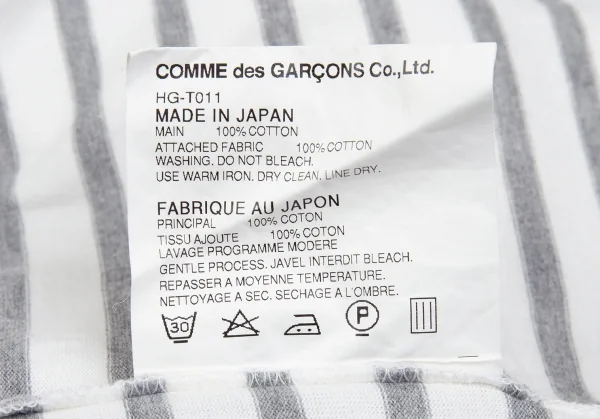 COMME des GARÇONS Co.,Ltd.
HG-T011
MADE IN JAPAN
MAIN 100% COTTON
ATTACHED FABRIC 100% COTTON
WASHING. DO NOT BLEACH.
USE WARM IRON. DRY CLEAN. LINE DRY.
FABRIQUE AU JAPON
PRINCIPAL 100% COTON
TISSU AJOUTE 100% COTON
LAVAGE PROGRAMME MODERE
GENTLE PROCESS. JAVEL INTERDIT BLEACH.
REPASSER A MOYENNE TEMPERATURE.
NETTOYAGE A SEC. SECHAGE A L'OMBRE.
30 P